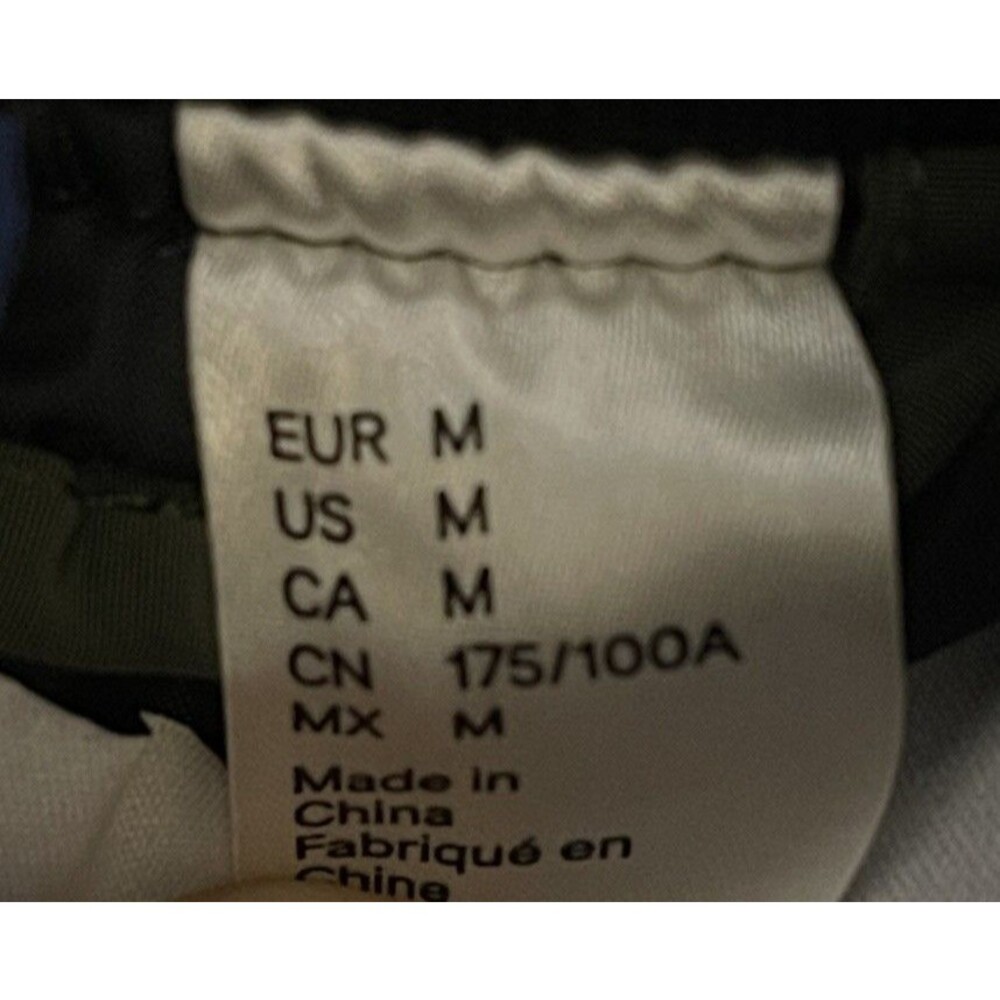 EUR M
US M
CA M
CN 175/100A
MX M
Made in
China
Fabriqué en
Chine